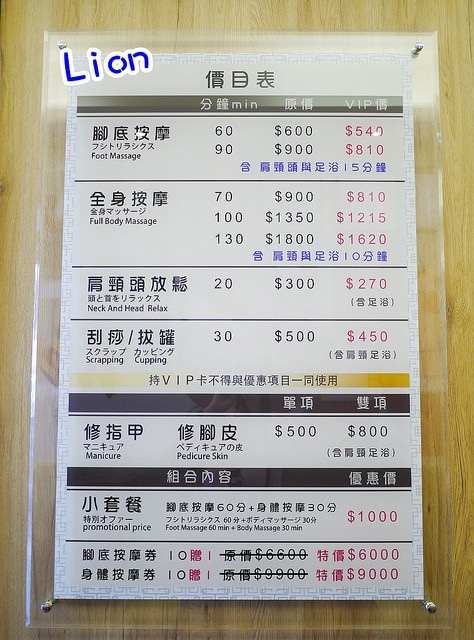 Lion
價目表
分鐘min 原價 VIP價
腳底按摩 60 $600 $540
フシトリラシクス 90 $900 $810
Foot Massage
含 肩頸頭與足浴15分鐘
全身按摩 70 $900 $810
全身マッサージ
Full Body Massage 100 $1350 $1215
130 $1800 $1620
含 肩頸頭與足浴10分鐘
肩頸頭放鬆 20 $300 $270
頭と首をリラックス (含足浴)
Neck And Head Relax
刮痧/拔罐 30 $500 $450
スクラップ カッピング (含肩頸足浴)
Scrapping Cupping
持VIP卡不得與優惠項目一同使用
單項 雙項
修指甲 修腳皮 $500 $800
マニキュア ペディキュアの皮 (含肩頸足浴)
Manicure Pedicure Skin
組合內容 優惠價
小套餐 腳底按摩60分+身體按摩30分 $1000
特別オファー フシトリラシクス 60分+ボディマッサージ 30分
promotional price Foot Massage 60 min + Body Massage 30 min
腳底按摩券 10贈1 原價$6600 特價$6000
身體按摩券 10贈1 原價$9900 特價$9000